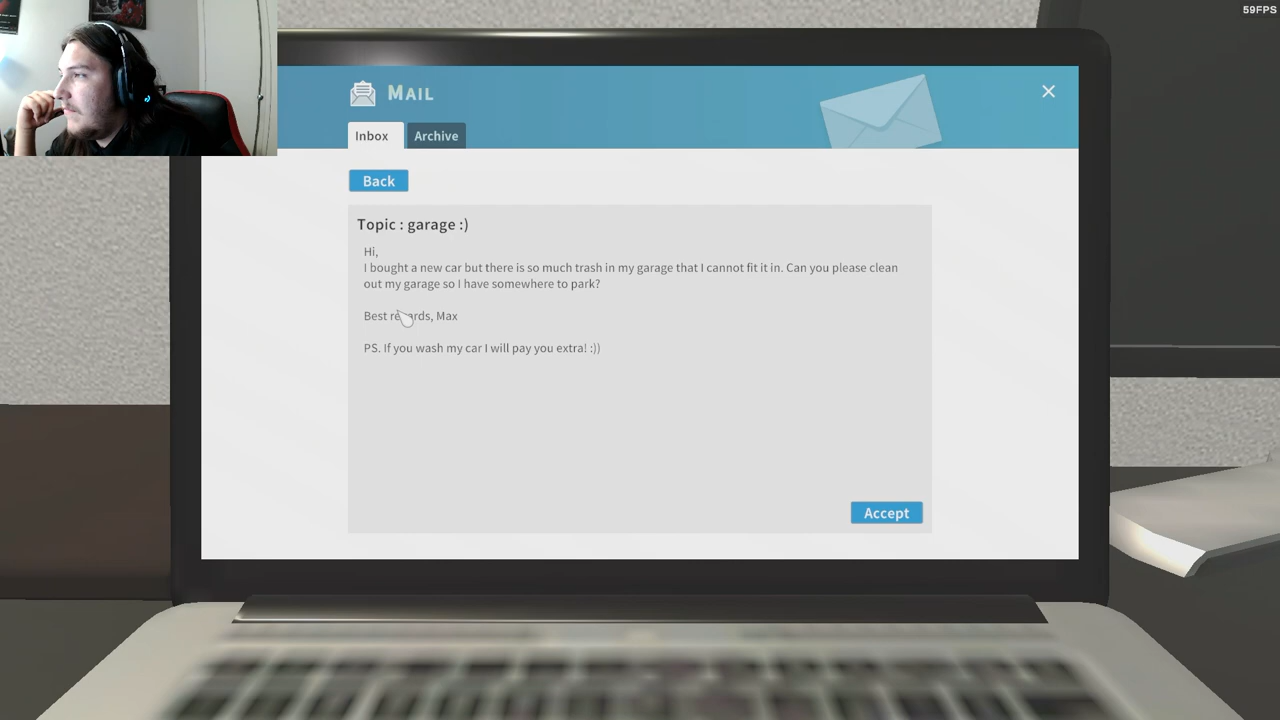 59FPS
MAIL
Inbox
Archive
Back
Topic : garage :)
Hi,
I bought a new car but there is so much trash in my garage that I cannot fit it in. Can you please clean
out my garage so I have somewhere to park?
Best regards, Max
PS. If you wash my car I will pay you extra! :))
Accept